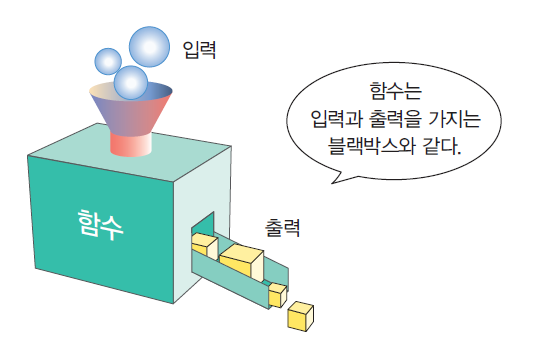 입력
함수는
입력과 출력을 가지는
블랙박스와 같다.
함수
출력